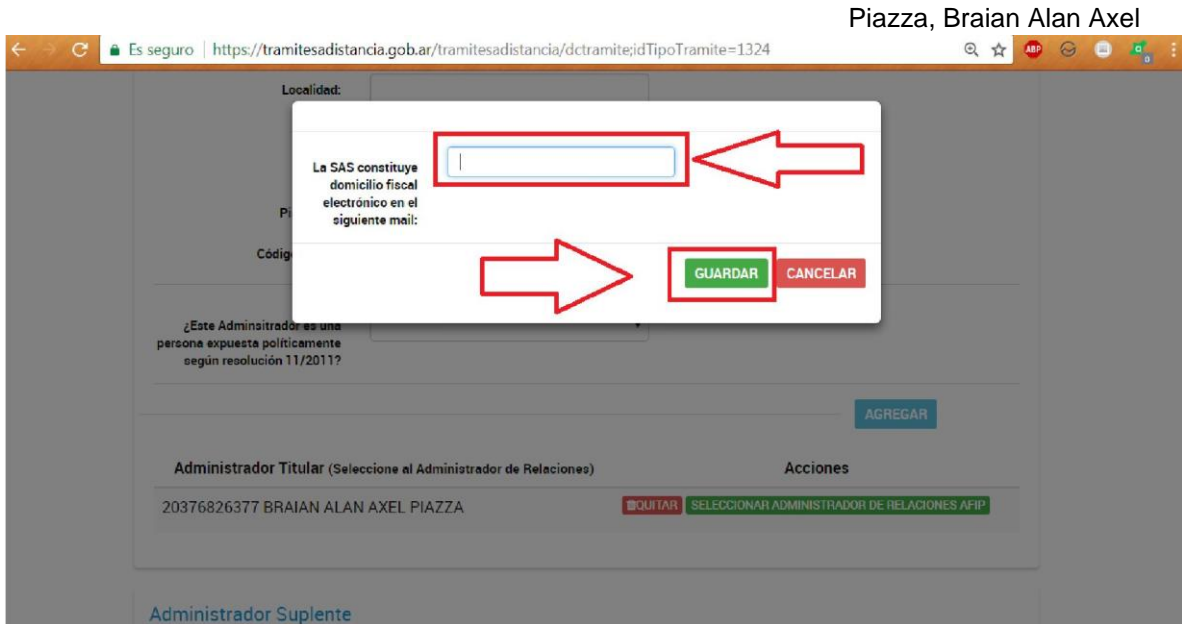 Piazza, Braian Alan Axel
Es seguro | https://tramitesadistancia.gob.ar/tramitesadistancia/dctramite;idTipoTramite=1324
ABP
Localidad:
La SAS constituye
domicilio fiscal
electrónico en el
siguiente mail:
Pi
Códig
GUARDAR CANCELAR
¿Este Adminsitrador es una
persona expuesta políticamente
según resolución 11/2011?
AGREGAR
Administrador Titular (Seleccione al Administrador de Relaciones) Acciones
20376826377 BRAIAN ALAN AXEL PIAZZA QUITAR SELECCIONAR ADMINISTRADOR DE RELACIONES AFIP
Administrador Suplente